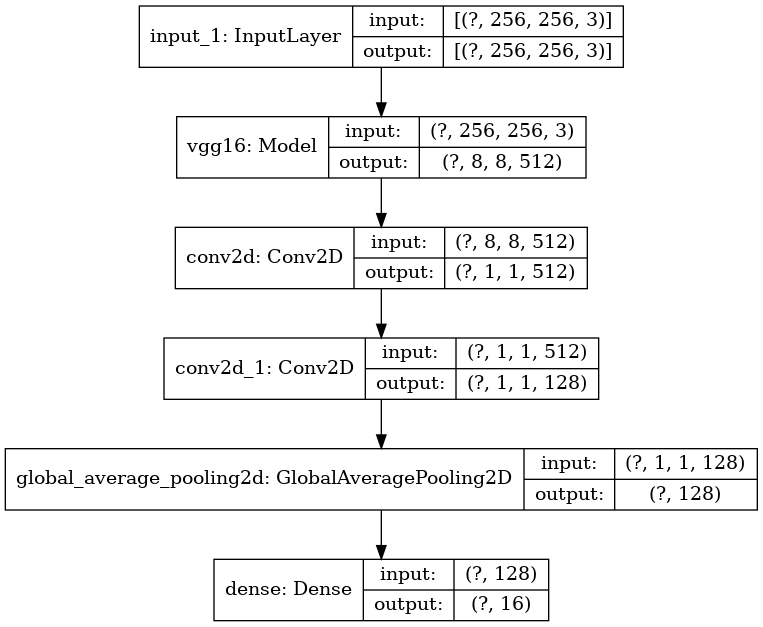 input_1: InputLayer
input: [(?, 256, 256, 3)]
output: [(?, 256, 256, 3)]
vgg16: Model
input: (?, 256, 256, 3)
output: (?, 8, 8, 512)
conv2d: Conv2D
input: (?, 8, 8, 512)
output: (?, 1, 1, 512)
conv2d_1: Conv2D
input: (?, 1, 1, 512)
output: (?, 1, 1, 128)
global_average_pooling2d: GlobalAveragePooling2D
input: (?, 1, 1, 128)
output: (?, 128)
dense: Dense
input: (?, 128)
output: (?, 16)